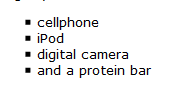 ▪ cellphone
▪ iPod
▪ digital camera
▪ and a protein bar